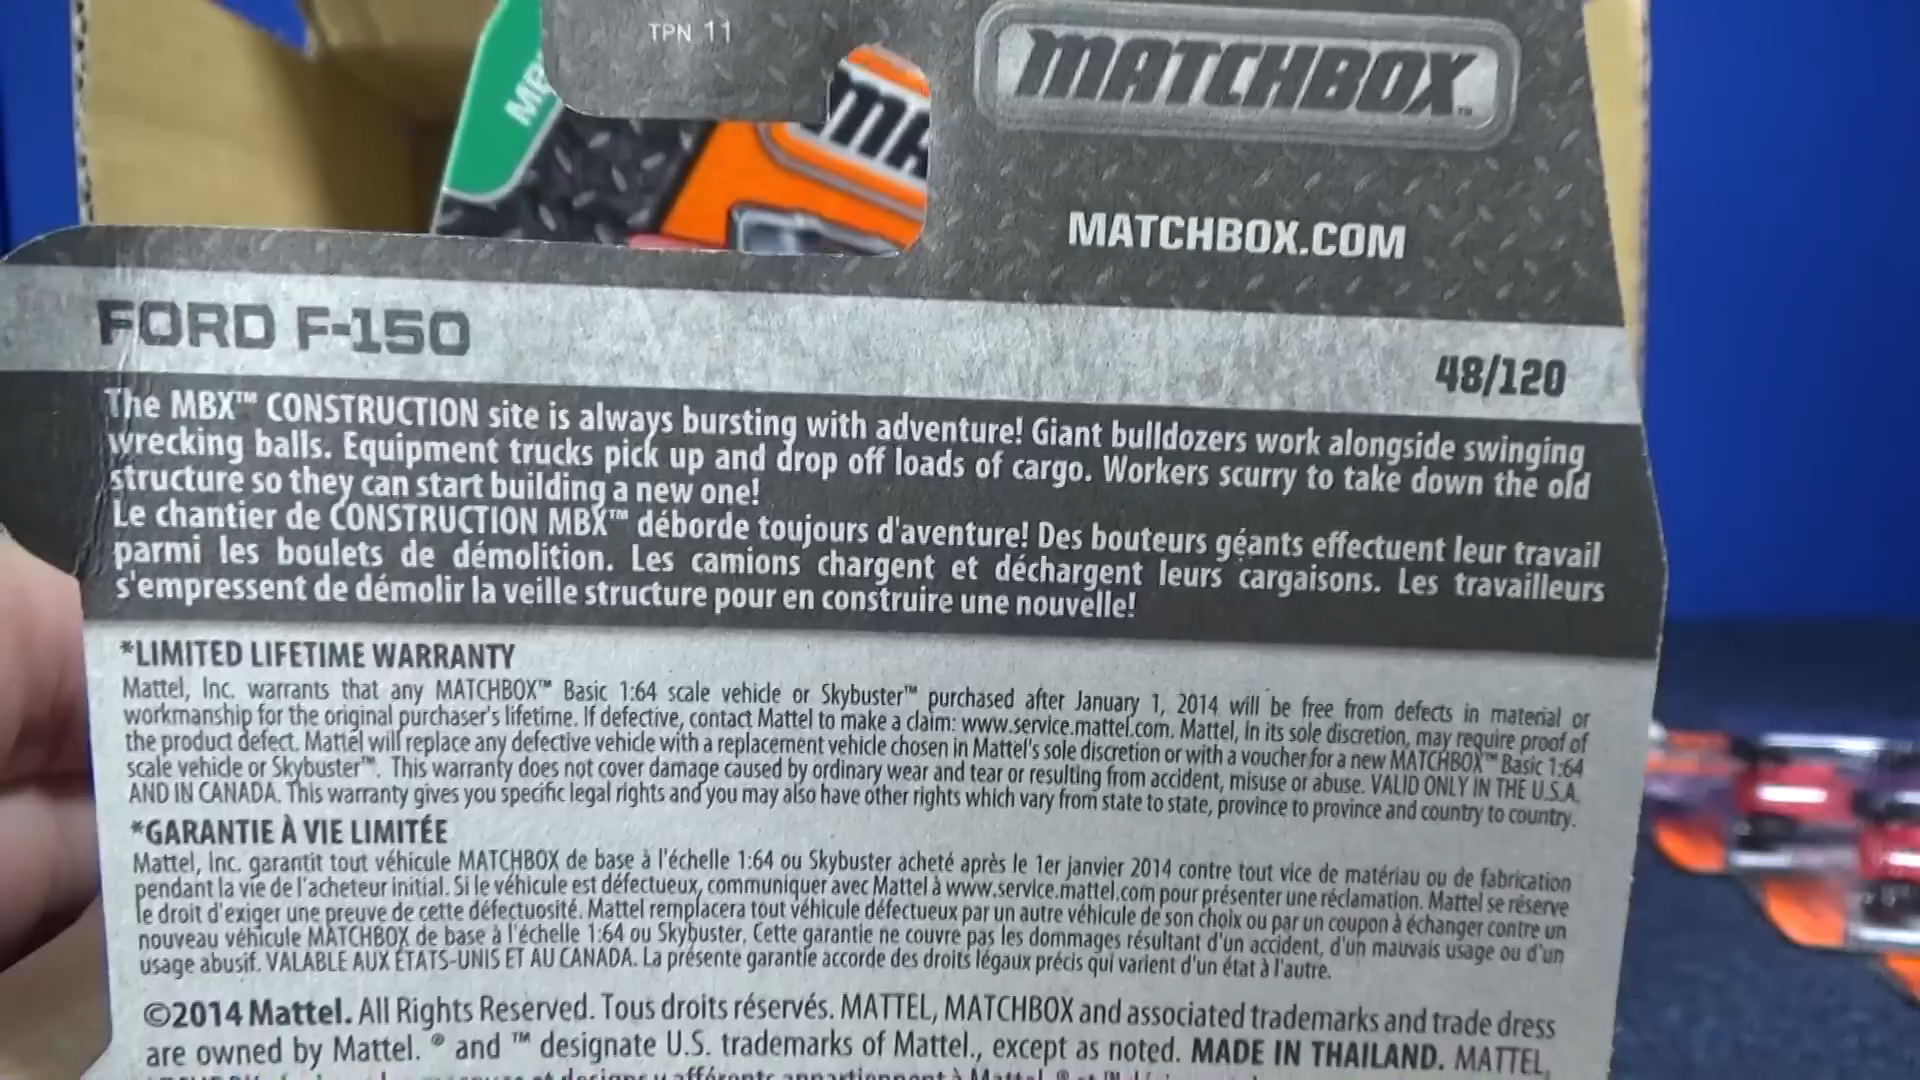 TPN 11
MATCHBOX™
MATCHBOX.COM
FORD F-150
48/120
The MBX™ CONSTRUCTION site is always bursting with adventure! Giant bulldozers work alongside swinging
wrecking balls. Equipment trucks pick up and drop off loads of cargo. Workers scurry to take down the old
structure so they can start building a new one!
Le chantier de CONSTRUCTION MBX™ déborde toujours d'aventure! Des bouteurs géants effectuent leur travail
parmi les boulets de démolition. Les camions chargent et déchargent leurs cargaisons. Les travailleurs
s'empressent de démolir la veille structure pour en construire une nouvelle!
*LIMITED LIFETIME WARRANTY
Mattel, Inc. warrants that any MATCHBOX™ Basic 1:64 scale vehicle or Skybuster™ purchased after January 1, 2014 will be free from defects in material or
workmanship for the original purchaser's lifetime. If defective, contact Mattel to make a claim: www.service.mattel.com. Mattel, In its sole discretion, may require proof of
the product defect. Mattel will replace any defective vehicle with a replacement vehicle chosen in Mattel's sole discretion or with a voucher for a new MATCHBOX™ Basic 1:64
scale vehicle or Skybuster™. This warranty does not cover damage caused by ordinary wear and tear or resulting from accident, misuse or abuse. VALID ONLY IN THE U.S.A.
AND IN CANADA. This warranty gives you specific legal rights and you may also have other rights which vary from state to state, province to province and country to country.
*GARANTIE À VIE LIMITÉE
Mattel, Inc. garantit tout véhicule MATCHBOX de base à l'échelle 1:64 ou Skybuster acheté après le 1er janvier 2014 contre tout vice de matériau ou de fabrication
pendant la vie de l'acheteur initial. Si le véhicule est défectueux, communiquer avec Mattel à www.service.mattel.com pour présenter une réclamation. Mattel se réserve
le droit d'exiger une preuve de cette défectuosité. Mattel remplacera tout véhicule défectueux par un autre véhicule de son choix ou par un coupon à échanger contre un
nouveau véhicule MATCHBOX de base à l'échelle 1:64 ou Skybuster. Cette garantie ne couvre pas les dommages résultant d'un accident, d'un mauvais usage ou d'un
usage abusif. VALABLE AUX ÉTATS-UNIS ET AU CANADA. La présente garantie accorde des droits légaux précis qui varient d'un état à l'autre.
©2014 Mattel. All Rights Reserved. Tous droits réservés. MATTEL, MATCHBOX and associated trademarks and trade dress
are owned by Mattel. ® and ™ designate U.S. trademarks of Mattel., except as noted. MADE IN THAILAND. MATTEL,